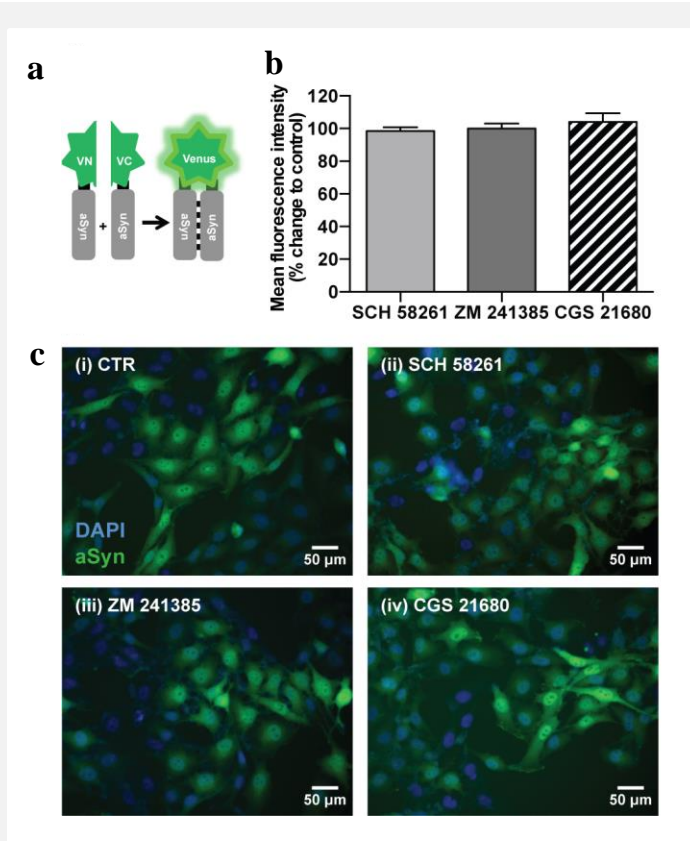 a
VN
VC
Venus
aSyn
+
aSyn
aSyn
aSyn
b
Mean fluorescence intensity
(% change to control)
120
100
80
60
40
20
0
SCH 58261 ZM 241385 CGS 21680
c
(i) CTR
DAPI
aSyn
50 µm
(ii) SCH 58261
50 µm
(iii) ZM 241385
50 µm
(iv) CGS 21680
50 µm